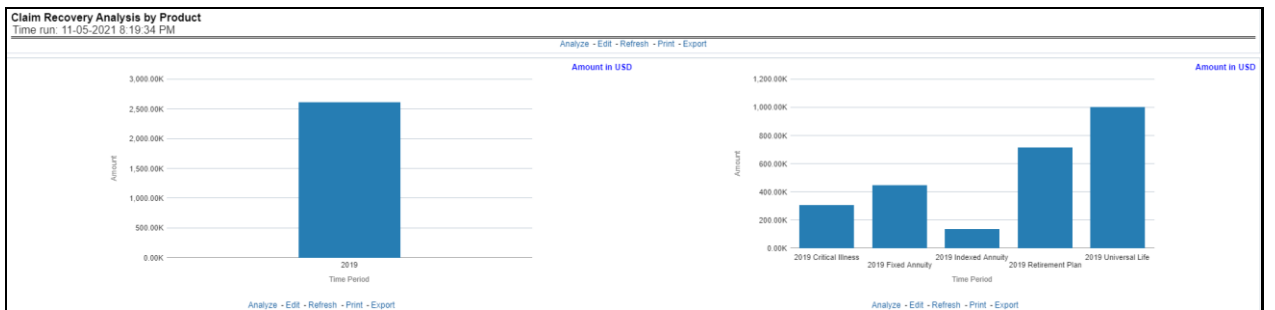 Claim Recovery Analysis by Product
Time run: 11-05-2021 8:19:34 PM
Analyze - Edit - Refresh - Print - Export
Amount in USD
3,000.00K
2,500.00K
2,000.00K
1,500.00K
1,000.00K
500.00K
0.00K
Amount
2019
Time Period
Analyze - Edit - Refresh - Print - Export
Amount in USD
1,200.00K
1,000.00K
800.00K
600.00K
400.00K
200.00K
0.00K
Amount
2019 Critical Illness
2019 Fixed Annuity
2019 Indexed Annuity
2019 Retirement Plan
2019 Universal Life
Time Period
Analyze - Edit - Refresh - Print - Export